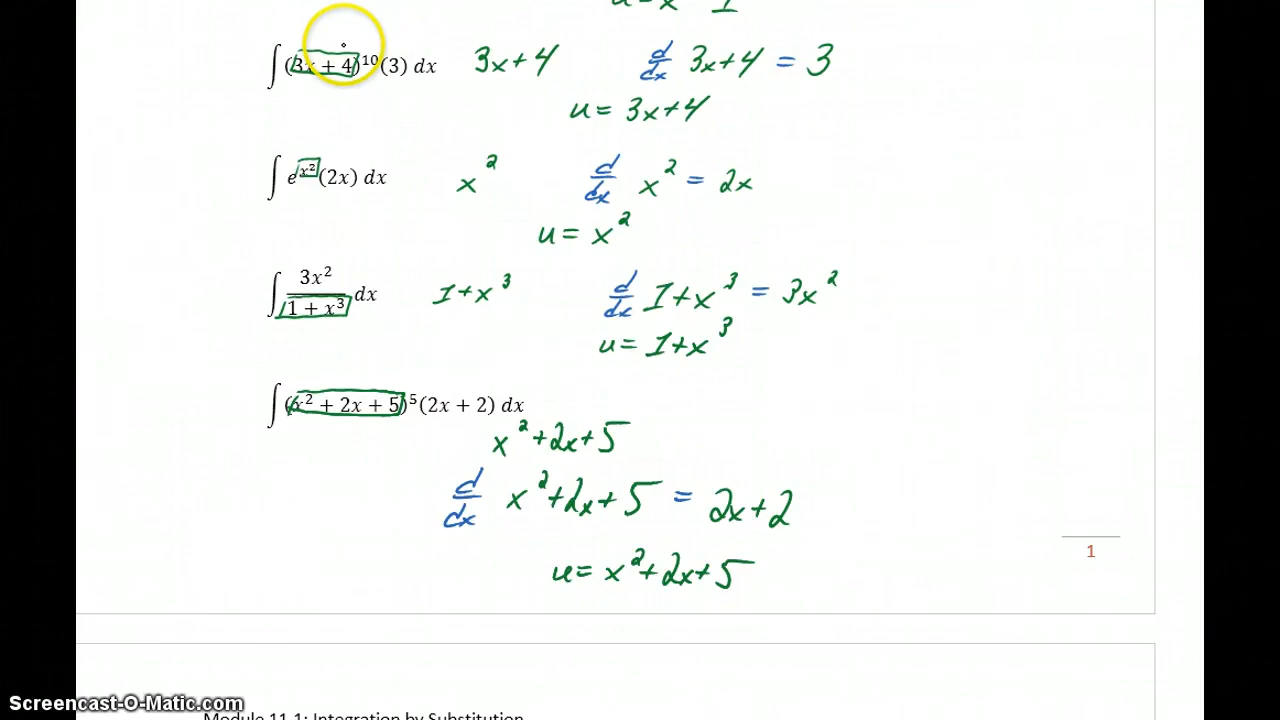 u = x² - 1
∫ (3x + 4)¹⁰(3) dx 3x+4 d/dx 3x+4 = 3
u = 3x+4
∫ e^(x²) (2x) dx x² d/dx x² = 2x
u = x²
∫ 3x²/(1 + x³) dx 1+x³ d/dx 1+x³ = 3x²
u = 1+x³
∫ (x² + 2x + 5)⁵(2x + 2) dx
x²+2x+5
d/dx x²+2x+5 = 2x+2
1
u = x²+2x+5
Screencast-O-Matic.com
Module 11.1: Integration by Substitution